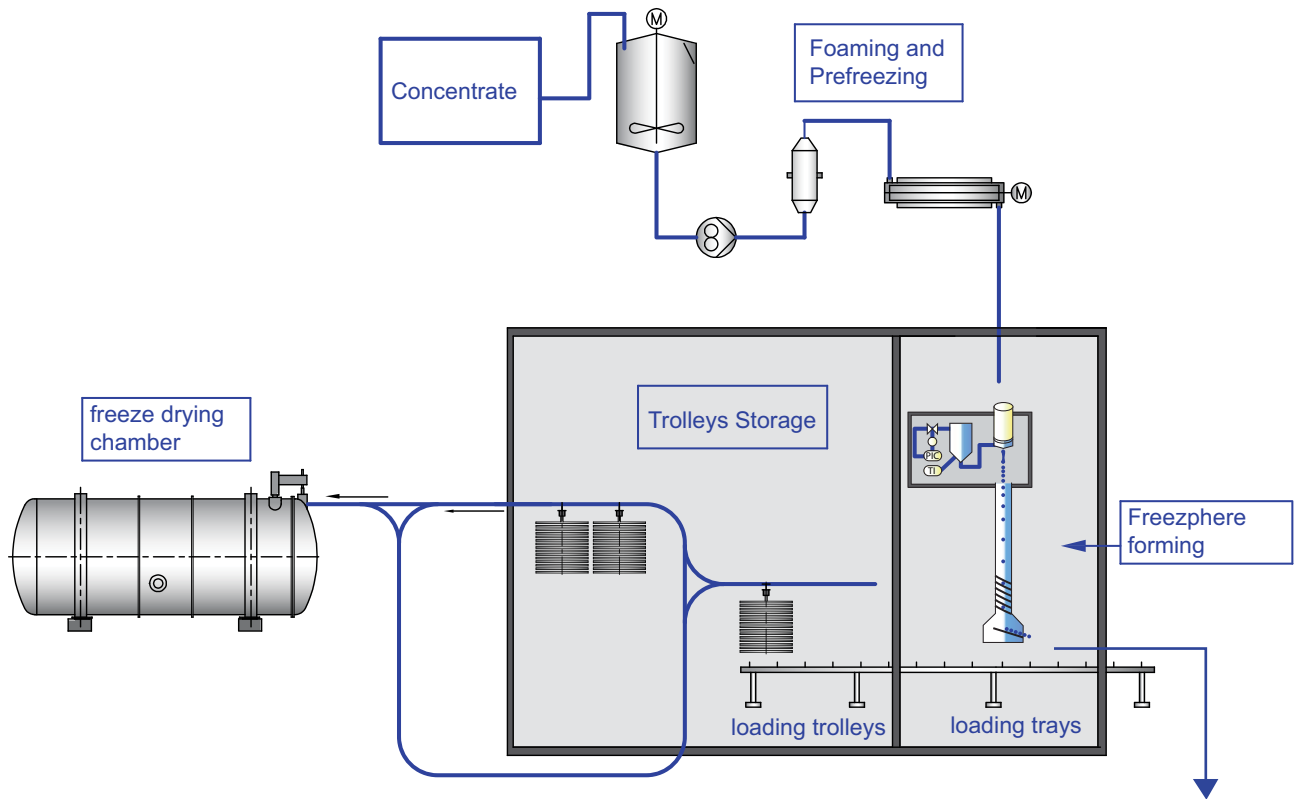 M
Foaming and
Prefreezing
Concentrate
M
Trolleys Storage
freeze drying
chamber
PIC
TI
Freezphere
forming
loading trolleys
loading trays